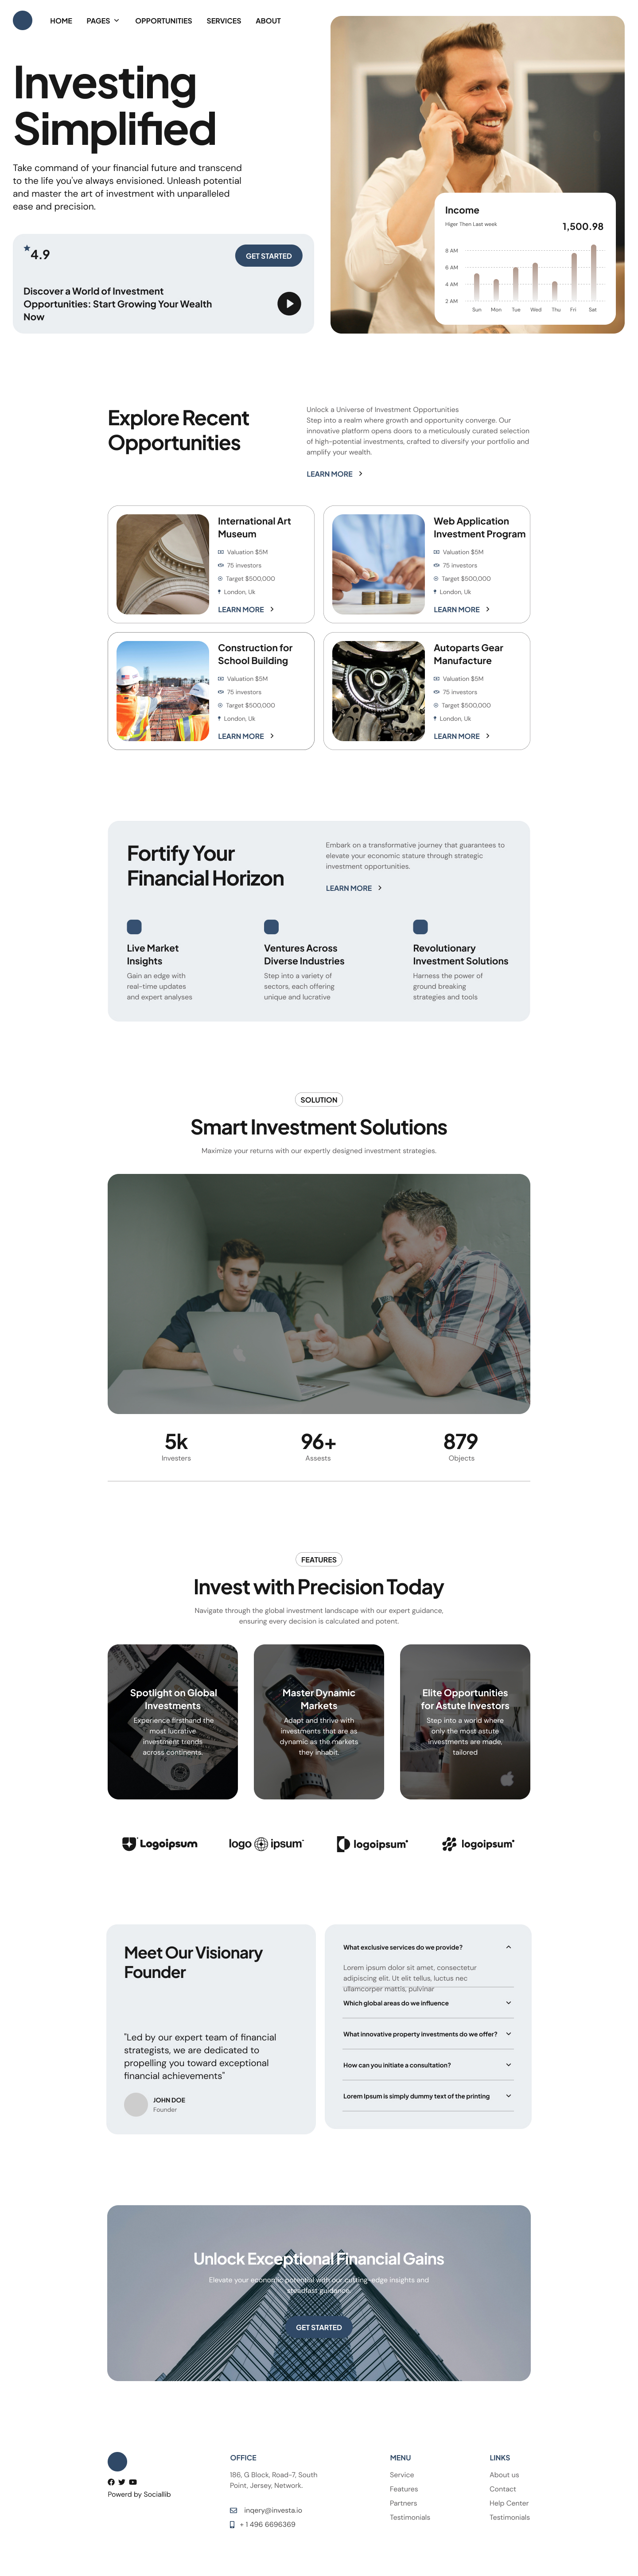 HOME
PAGES
OPPORTUNITIES
SERVICES
ABOUT
Investing
Simplified
Take command of your financial future and transcend
to the life you've always envisioned. Unleash potential
and master the art of investment with unparalleled
ease and precision.
4.9
GET STARTED
Discover a World of Investment
Opportunities: Start Growing Your Wealth
Now
Income
Higer Then Last week
1,500.98
8 AM
6 AM
4 AM
2 AM
Sun Mon Tue Wed Thu Fri Sat
Explore Recent
Opportunities
Unlock a Universe of Investment Opportunities
Step into a realm where growth and opportunity converge. Our
innovative platform opens doors to a meticulously curated selection
of high-potential investments, crafted to diversify your portfolio and
amplify your wealth.
LEARN MORE
International Art
Museum
Valuation $5M
75 investors
Target $500,000
London, Uk
LEARN MORE
Web Application
Investment Program
Valuation $5M
75 investors
Target $500,000
London, Uk
LEARN MORE
Construction for
School Building
Valuation $5M
75 investors
Target $500,000
London, Uk
LEARN MORE
Autoparts Gear
Manufacture
Valuation $5M
75 investors
Target $500,000
London, Uk
LEARN MORE
Fortify Your
Financial Horizon
Embark on a transformative journey that guarantees to
elevate your economic stature through strategic
investment opportunities.
LEARN MORE
Live Market
Insights
Gain an edge with
real-time updates
and expert analyses
Ventures Across
Diverse Industries
Step into a variety of
sectors, each offering
unique and lucrative
Revolutionary
Investment Solutions
Harness the power of
ground breaking
strategies and tools
SOLUTION
Smart Investment Solutions
Maximize your returns with our expertly designed investment strategies.
5k
Investers
96+
Assests
879
Objects
FEATURES
Invest with Precision Today
Navigate through the global investment landscape with our expert guidance,
ensuring every decision is calculated and potent.
Spotlight on Global
Investments
Experience firsthand the
most lucrative
investment trends
across continents.
Master Dynamic
Markets
Adapt and thrive with
investments that are as
dynamic as the markets
they inhabit.
Elite Opportunities
for Astute Investors
Step into a world where
only the most astute
investments are made,
tailored
Logoipsum
logo ipsum
logoipsum
logoipsum
Meet Our Visionary
Founder
"Led by our expert team of financial
strategists, we are dedicated to
propelling you toward exceptional
financial achievements"
JOHN DOE
Founder
What exclusive services do we provide?
Lorem ipsum dolor sit amet, consectetur
adipiscing elit. Ut elit tellus, luctus nec
ullamcorper mattis, pulvinar
Which global areas do we influence
What innovative property investments do we offer?
How can you initiate a consultation?
Lorem Ipsum is simply dummy text of the printing
Unlock Exceptional Financial Gains
Elevate your economic potential with our cutting-edge insights and
steadfast guidance.
GET STARTED
Powerd by Sociallib
OFFICE
186, G Block, Road-7, South
Point, Jersey, Network.
inqery@investa.io
+ 1 496 6696369
MENU
Service
Features
Partners
Testimonials
LINKS
About us
Contact
Help Center
Testimonials